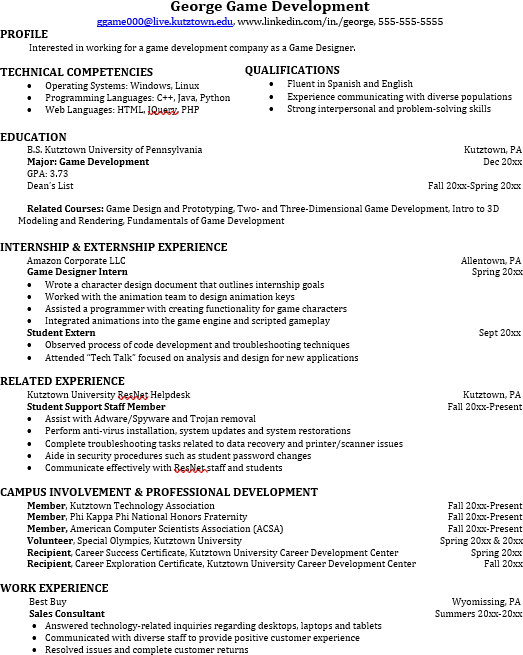 George Game Development
ggame000@live.kutztown.edu, www.linkedin.com/in./george, 555-555-5555
PROFILE
Interested in working for a game development company as a Game Designer.
TECHNICAL COMPETENCIES
• Operating Systems: Windows, Linux
• Programming Languages: C++, Java, Python
• Web Languages: HTML, JQuery, PHP
QUALIFICATIONS
• Fluent in Spanish and English
• Experience communicating with diverse populations
• Strong interpersonal and problem-solving skills
EDUCATION
B.S. Kutztown University of Pennsylvania Kutztown, PA
Major: Game Development Dec 20xx
GPA: 3.73
Dean's List Fall 20xx-Spring 20xx
Related Courses: Game Design and Prototyping, Two- and Three-Dimensional Game Development, Intro to 3D
Modeling and Rendering, Fundamentals of Game Development
INTERNSHIP & EXTERNSHIP EXPERIENCE
Amazon Corporate LLC Allentown, PA
Game Designer Intern Spring 20xx
• Wrote a character design document that outlines internship goals
• Worked with the animation team to design animation keys
• Assisted a programmer with creating functionality for game characters
• Integrated animations into the game engine and scripted gameplay
Student Extern Sept 20xx
• Observed process of code development and troubleshooting techniques
• Attended “Tech Talk” focused on analysis and design for new applications
RELATED EXPERIENCE
Kutztown University ResNet Helpdesk Kutztown, PA
Student Support Staff Member Fall 20xx-Present
• Assist with Adware/Spyware and Trojan removal
• Perform anti-virus installation, system updates and system restorations
• Complete troubleshooting tasks related to data recovery and printer/scanner issues
• Aide in security procedures such as student password changes
• Communicate effectively with ResNet staff and students
CAMPUS INVOLVEMENT & PROFESSIONAL DEVELOPMENT
Member, Kutztown Technology Association Fall 20xx-Present
Member, Phi Kappa Phi National Honors Fraternity Fall 20xx-Present
Member, American Computer Scientists Association (ACSA) Fall 20xx-Present
Volunteer, Special Olympics, Kutztown University Spring 20xx & 20xx
Recipient, Career Success Certificate, Kutztown University Career Development Center Spring 20xx
Recipient, Career Exploration Certificate, Kutztown University Career Development Center Fall 20xx
WORK EXPERIENCE
Best Buy Wyomissing, PA
Sales Consultant Summers 20xx-20xx
• Answered technology-related inquiries regarding desktops, laptops and tablets
• Communicated with diverse staff to provide positive customer experience
• Resolved issues and complete customer returns